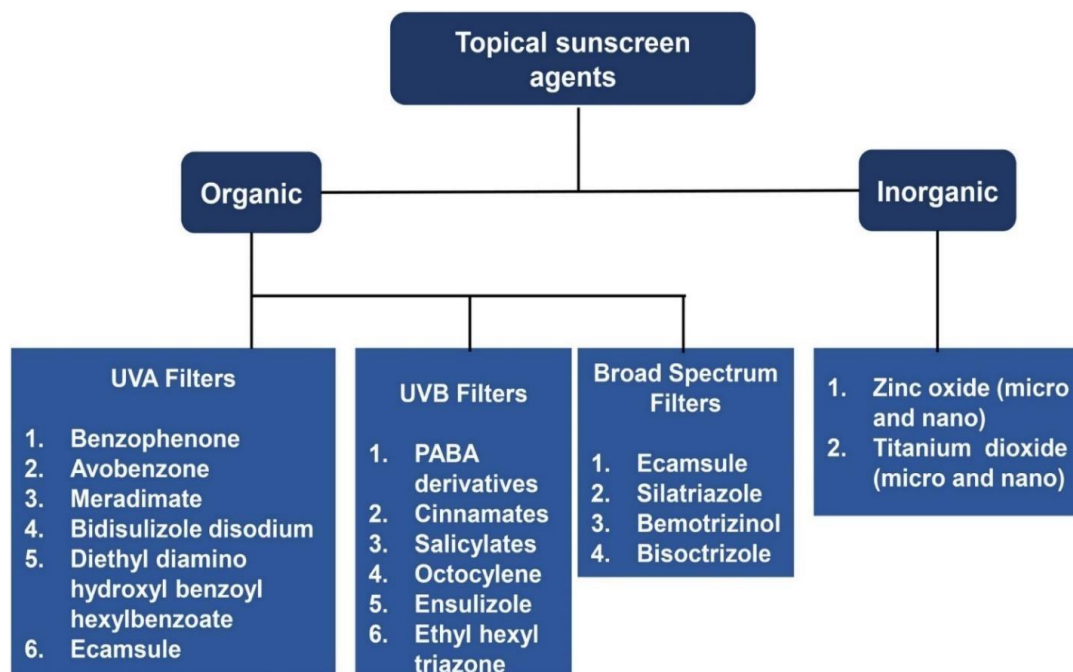 Topical sunscreen
agents
Organic
Inorganic
UVA Filters
1. Benzophenone
2. Avobenzone
3. Meradimate
4. Bidisulizole disodium
5. Diethyl diamino
hydroxyl benzoyl
hexylbenzoate
6. Ecamsule
UVB Filters
1. PABA
derivatives
2. Cinnamates
3. Salicylates
4. Octocylene
5. Ensulizole
6. Ethyl hexyl
triazone
Broad Spectrum
Filters
1. Ecamsule
2. Silatriazole
3. Bemotrizinol
4. Bisoctrizole
1. Zinc oxide (micro
and nano)
2. Titanium dioxide
(micro and nano)